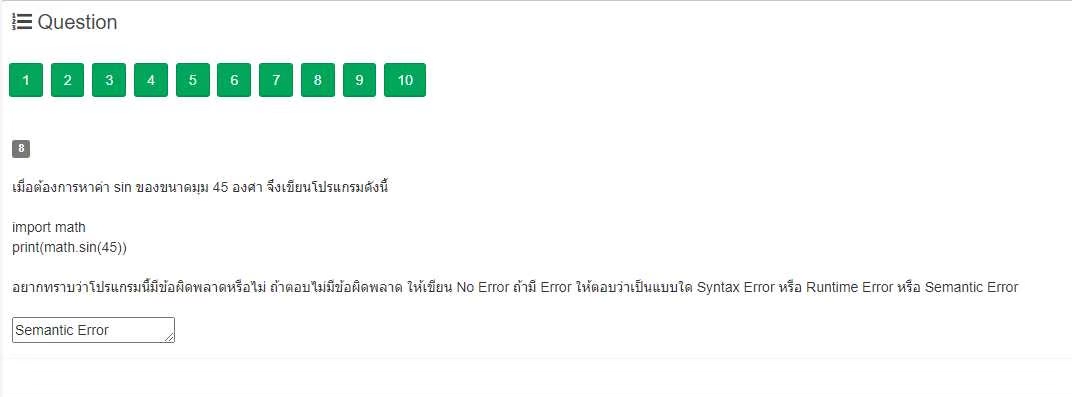 Question
1 2 3 4 5 6 7 8 9 10
8
เมื่อต้องการหาค่า sin ของขนาดมุม 45 องศา จึงเขียนโปรแกรมดังนี้
import math
print(math.sin(45))
อยากทราบว่าโปรแกรมนี้มีข้อผิดพลาดหรือไม่ ถ้าตอบไม่มีข้อผิดพลาด ให้เขียน No Error ถ้ามี Error ให้ตอบว่าเป็นแบบใด Syntax Error หรือ Runtime Error หรือ Semantic Error
Semantic Error